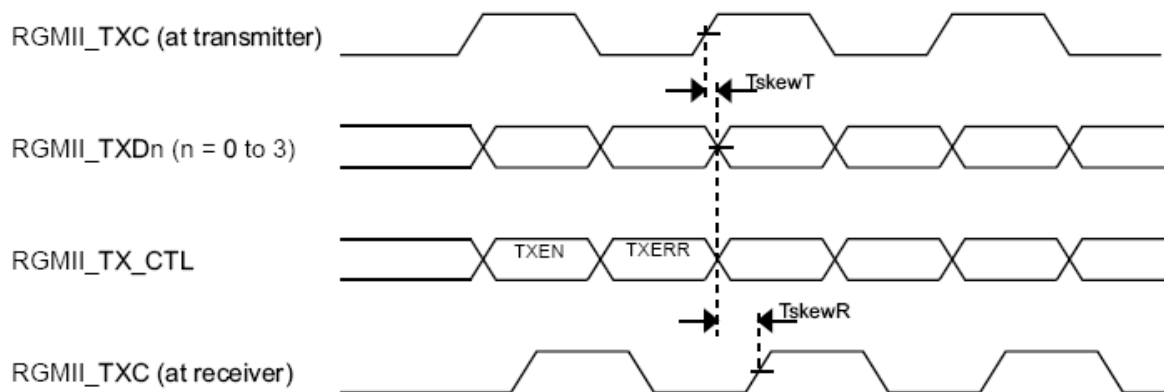 RGMII_TXC (at transmitter)
TskewT
RGMII_TXDn (n = 0 to 3)
RGMII_TX_CTL
TXEN
TXERR
TskewR
RGMII_TXC (at receiver)